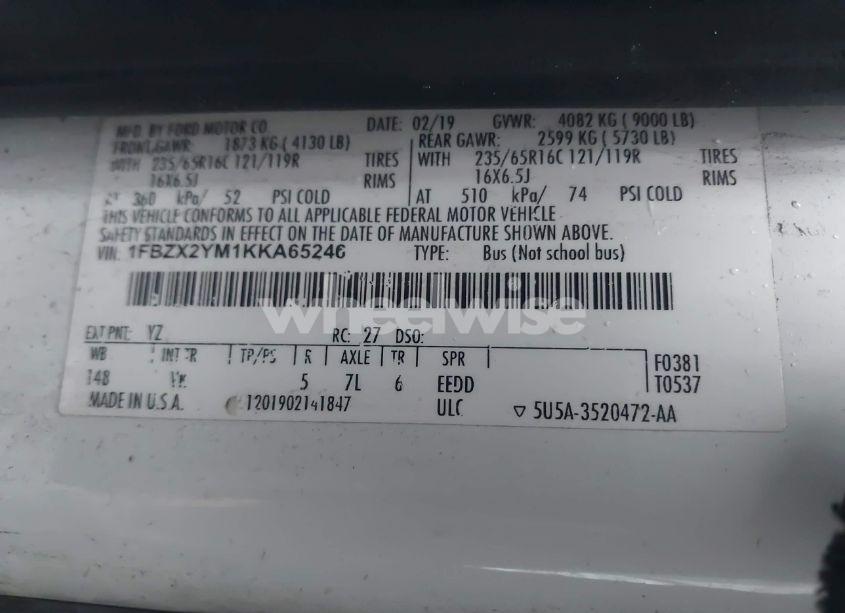 MFD. BY FORD MOTOR CO. DATE: 02/19 GVWR: 4082 KG ( 9000 LB)
FRONT GAWR: 1873 KG ( 4130 LB) REAR GAWR: 2599 KG ( 5730 LB)
WITH 235/65R16C 121/119R TIRES WITH 235/65R16C 121/119R TIRES
16X6.5J RIMS 16X6.5J RIMS
AT 360 kPa/ 52 PSI COLD AT 510 kPa/ 74 PSI COLD
THIS VEHICLE CONFORMS TO ALL APPLICABLE FEDERAL MOTOR VEHICLE
SAFETY STANDARDS IN EFFECT ON THE DATE OF MANUFACTURE SHOWN ABOVE.
VIN: 1FBZX2YM1KKA65246 TYPE: Bus (Not school bus)
wheelwise
EXT PNT: YZ RC: 27 DSO:
WB INT TR TP/PS R AXLE TR SPR F0381
148 5 7L 6 EEDD T0537
MADE IN U.S.A. 1201902141847 ULC ▽ 5U5A-3520472-AA